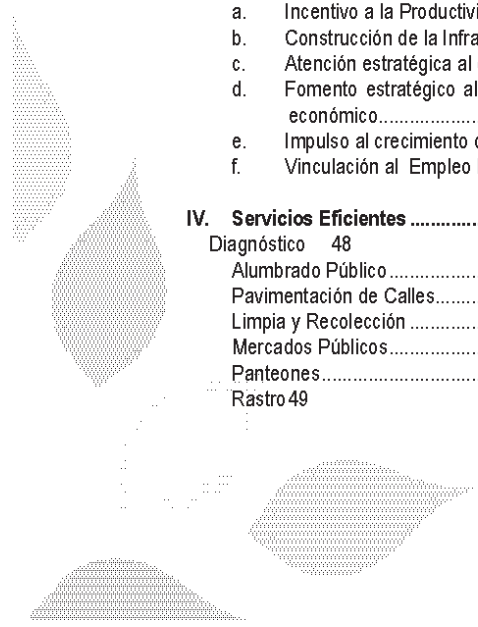 a. Incentivo a la Productivi
b. Construcción de la Infra
c. Atención estratégica al
d. Fomento estratégico al
económico....................
e. Impulso al crecimiento
f. Vinculación al Empleo
IV. Servicios Eficientes ..............
Diagnóstico 48
Alumbrado Público..................
Pavimentación de Calles.........
Limpia y Recolección ..............
Mercados Públicos..................
Panteones................................
Rastro 49